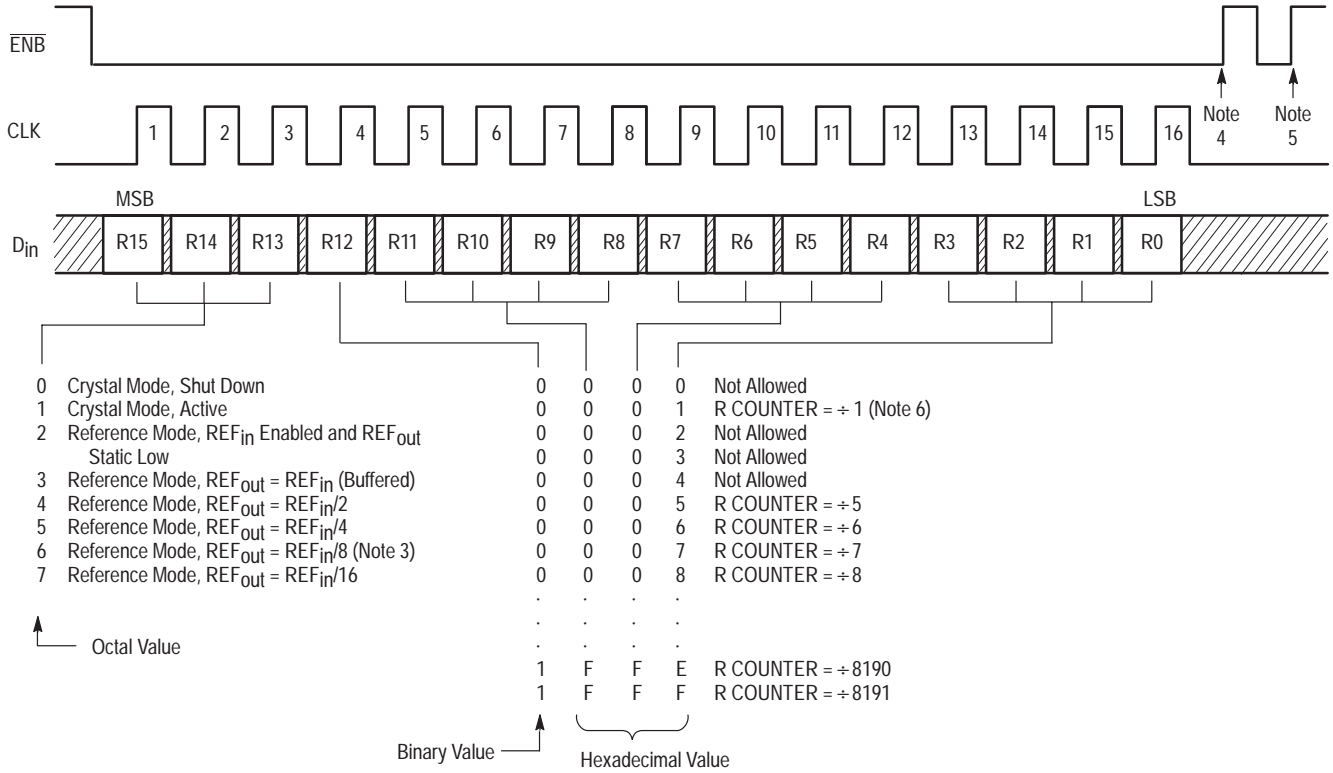 ENB
CLK
1 2 3 4 5 6 7 8 9 10 11 12 13 14 15 16
Note 4
Note 5
MSB
LSB
Din
R15 R14 R13 R12 R11 R10 R9 R8 R7 R6 R5 R4 R3 R2 R1 R0
0 Crystal Mode, Shut Down
1 Crystal Mode, Active
2 Reference Mode, REFin Enabled and REFout
Static Low
3 Reference Mode, REFout = REFin (Buffered)
4 Reference Mode, REFout = REFin/2
5 Reference Mode, REFout = REFin/4
6 Reference Mode, REFout = REFin/8 (Note 3)
7 Reference Mode, REFout = REFin/16
Octal Value
0 0 0 0 Not Allowed
0 0 0 1 R COUNTER = ÷ 1 (Note 6)
0 0 0 2 Not Allowed
0 0 0 3 Not Allowed
0 0 0 4 Not Allowed
0 0 0 5 R COUNTER = ÷ 5
0 0 0 6 R COUNTER = ÷ 6
0 0 0 7 R COUNTER = ÷ 7
0 0 0 8 R COUNTER = ÷ 8
. . . .
. . . .
. . . .
1 F F E R COUNTER = ÷ 8190
1 F F F R COUNTER = ÷ 8191
Binary Value
Hexadecimal Value